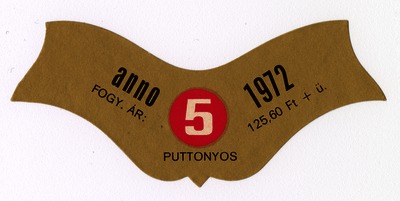 anno 1972
FOGY. ÁR: 125,60 Ft + ü.
5
PUTTONYOS